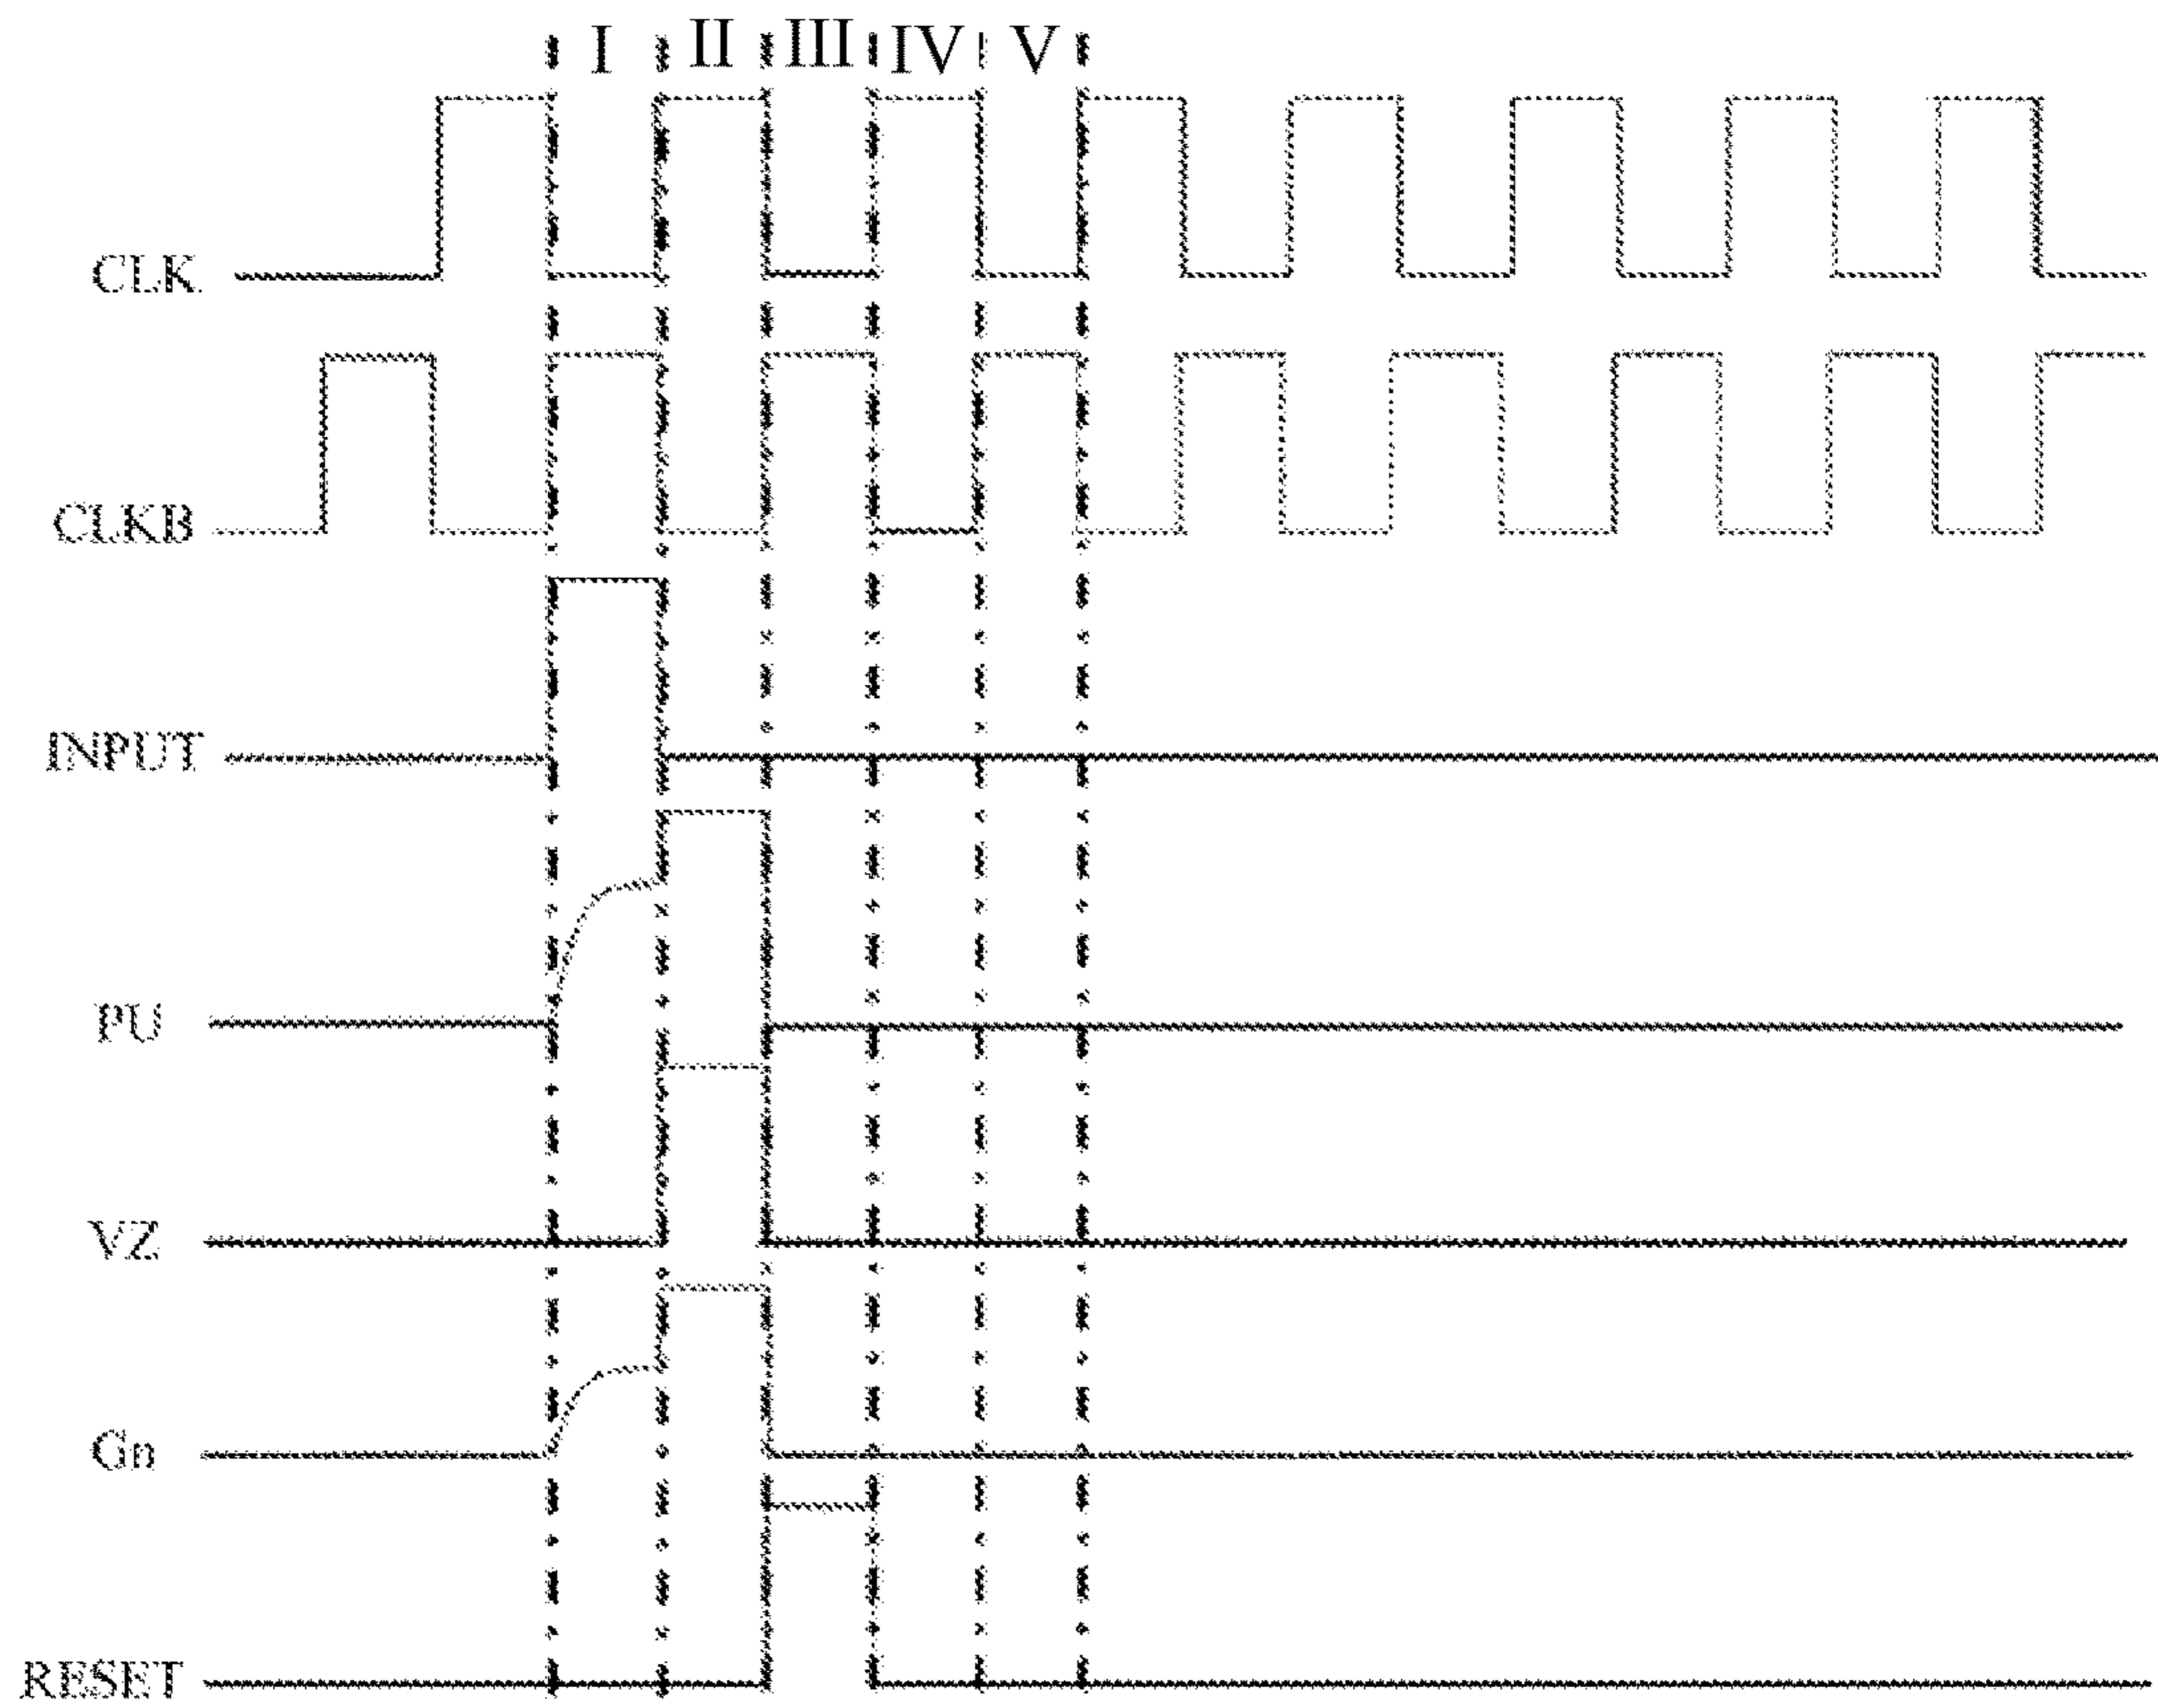 I II III IV V
CLK
CLKB
INPUT
PU
VZ
Gn
RESET